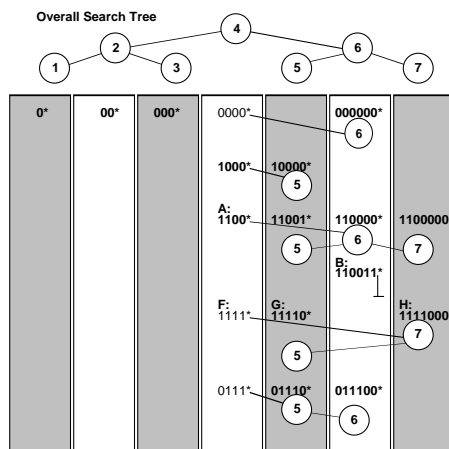 Overall Search Tree
4
2 6
1 3 5 7
0* 00* 000* 0000* 000000*
6
1000* 10000*
5
A:
1100* 11001* 110000* 1100000
6
5 7
B:
110011*
F: G: H:
1111* 11110* 1111000
7
5
0111* 01110* 011100*
5
6